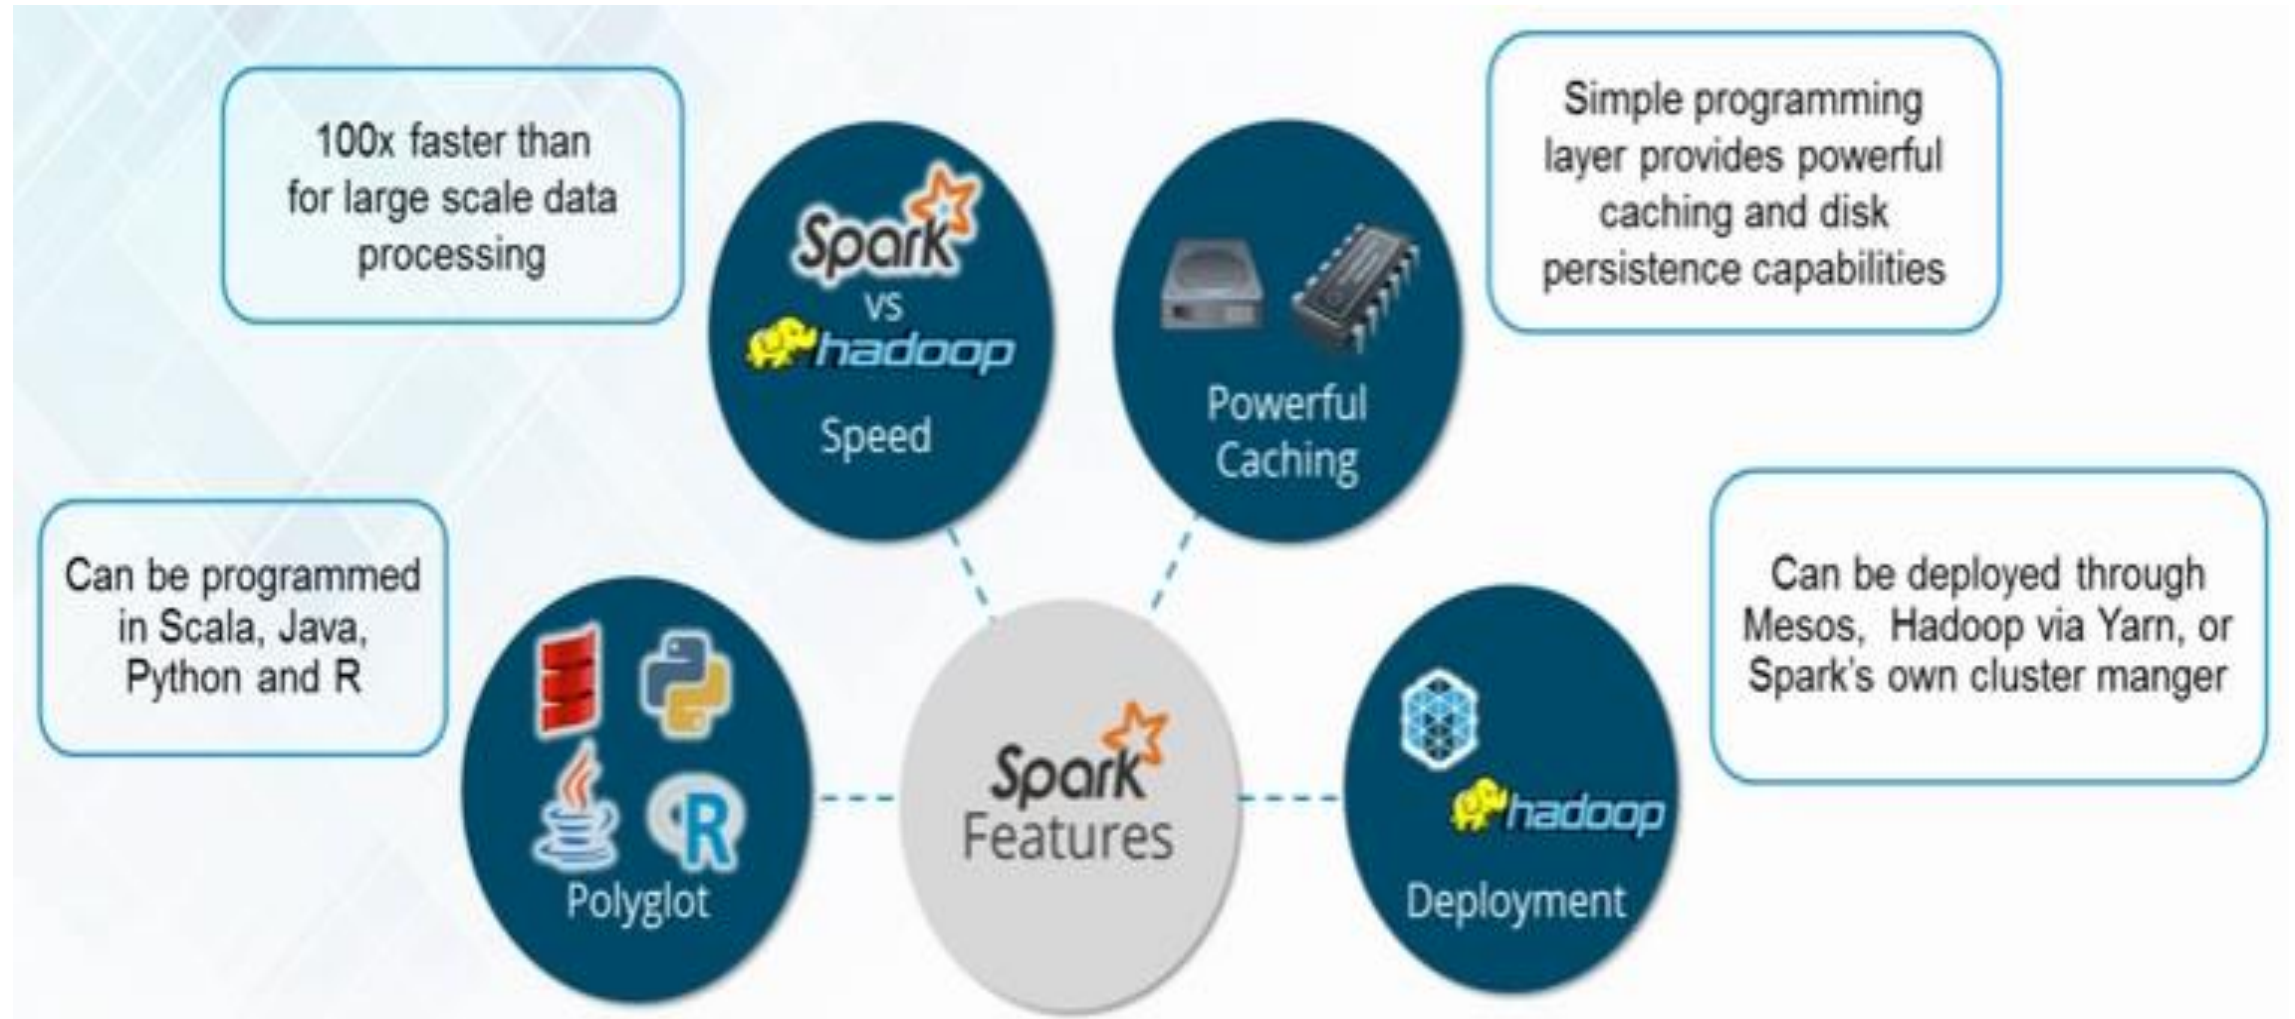 100x faster than
for large scale data
processing
Spark
vs
hadoop
Speed
Simple programming
layer provides powerful
caching and disk
persistence capabilities
Powerful
Caching
Can be programmed
in Scala, Java,
Python and R
R
Polyglot
Spark
Features
Can be deployed through
Mesos, Hadoop via Yarn, or
Spark's own cluster manger
hadoop
Deployment